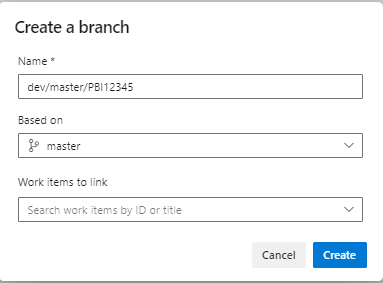 Create a branch
Name *
dev/master/PBI12345
Based on
master
Work items to link
Search work items by ID or title
Cancel
Create